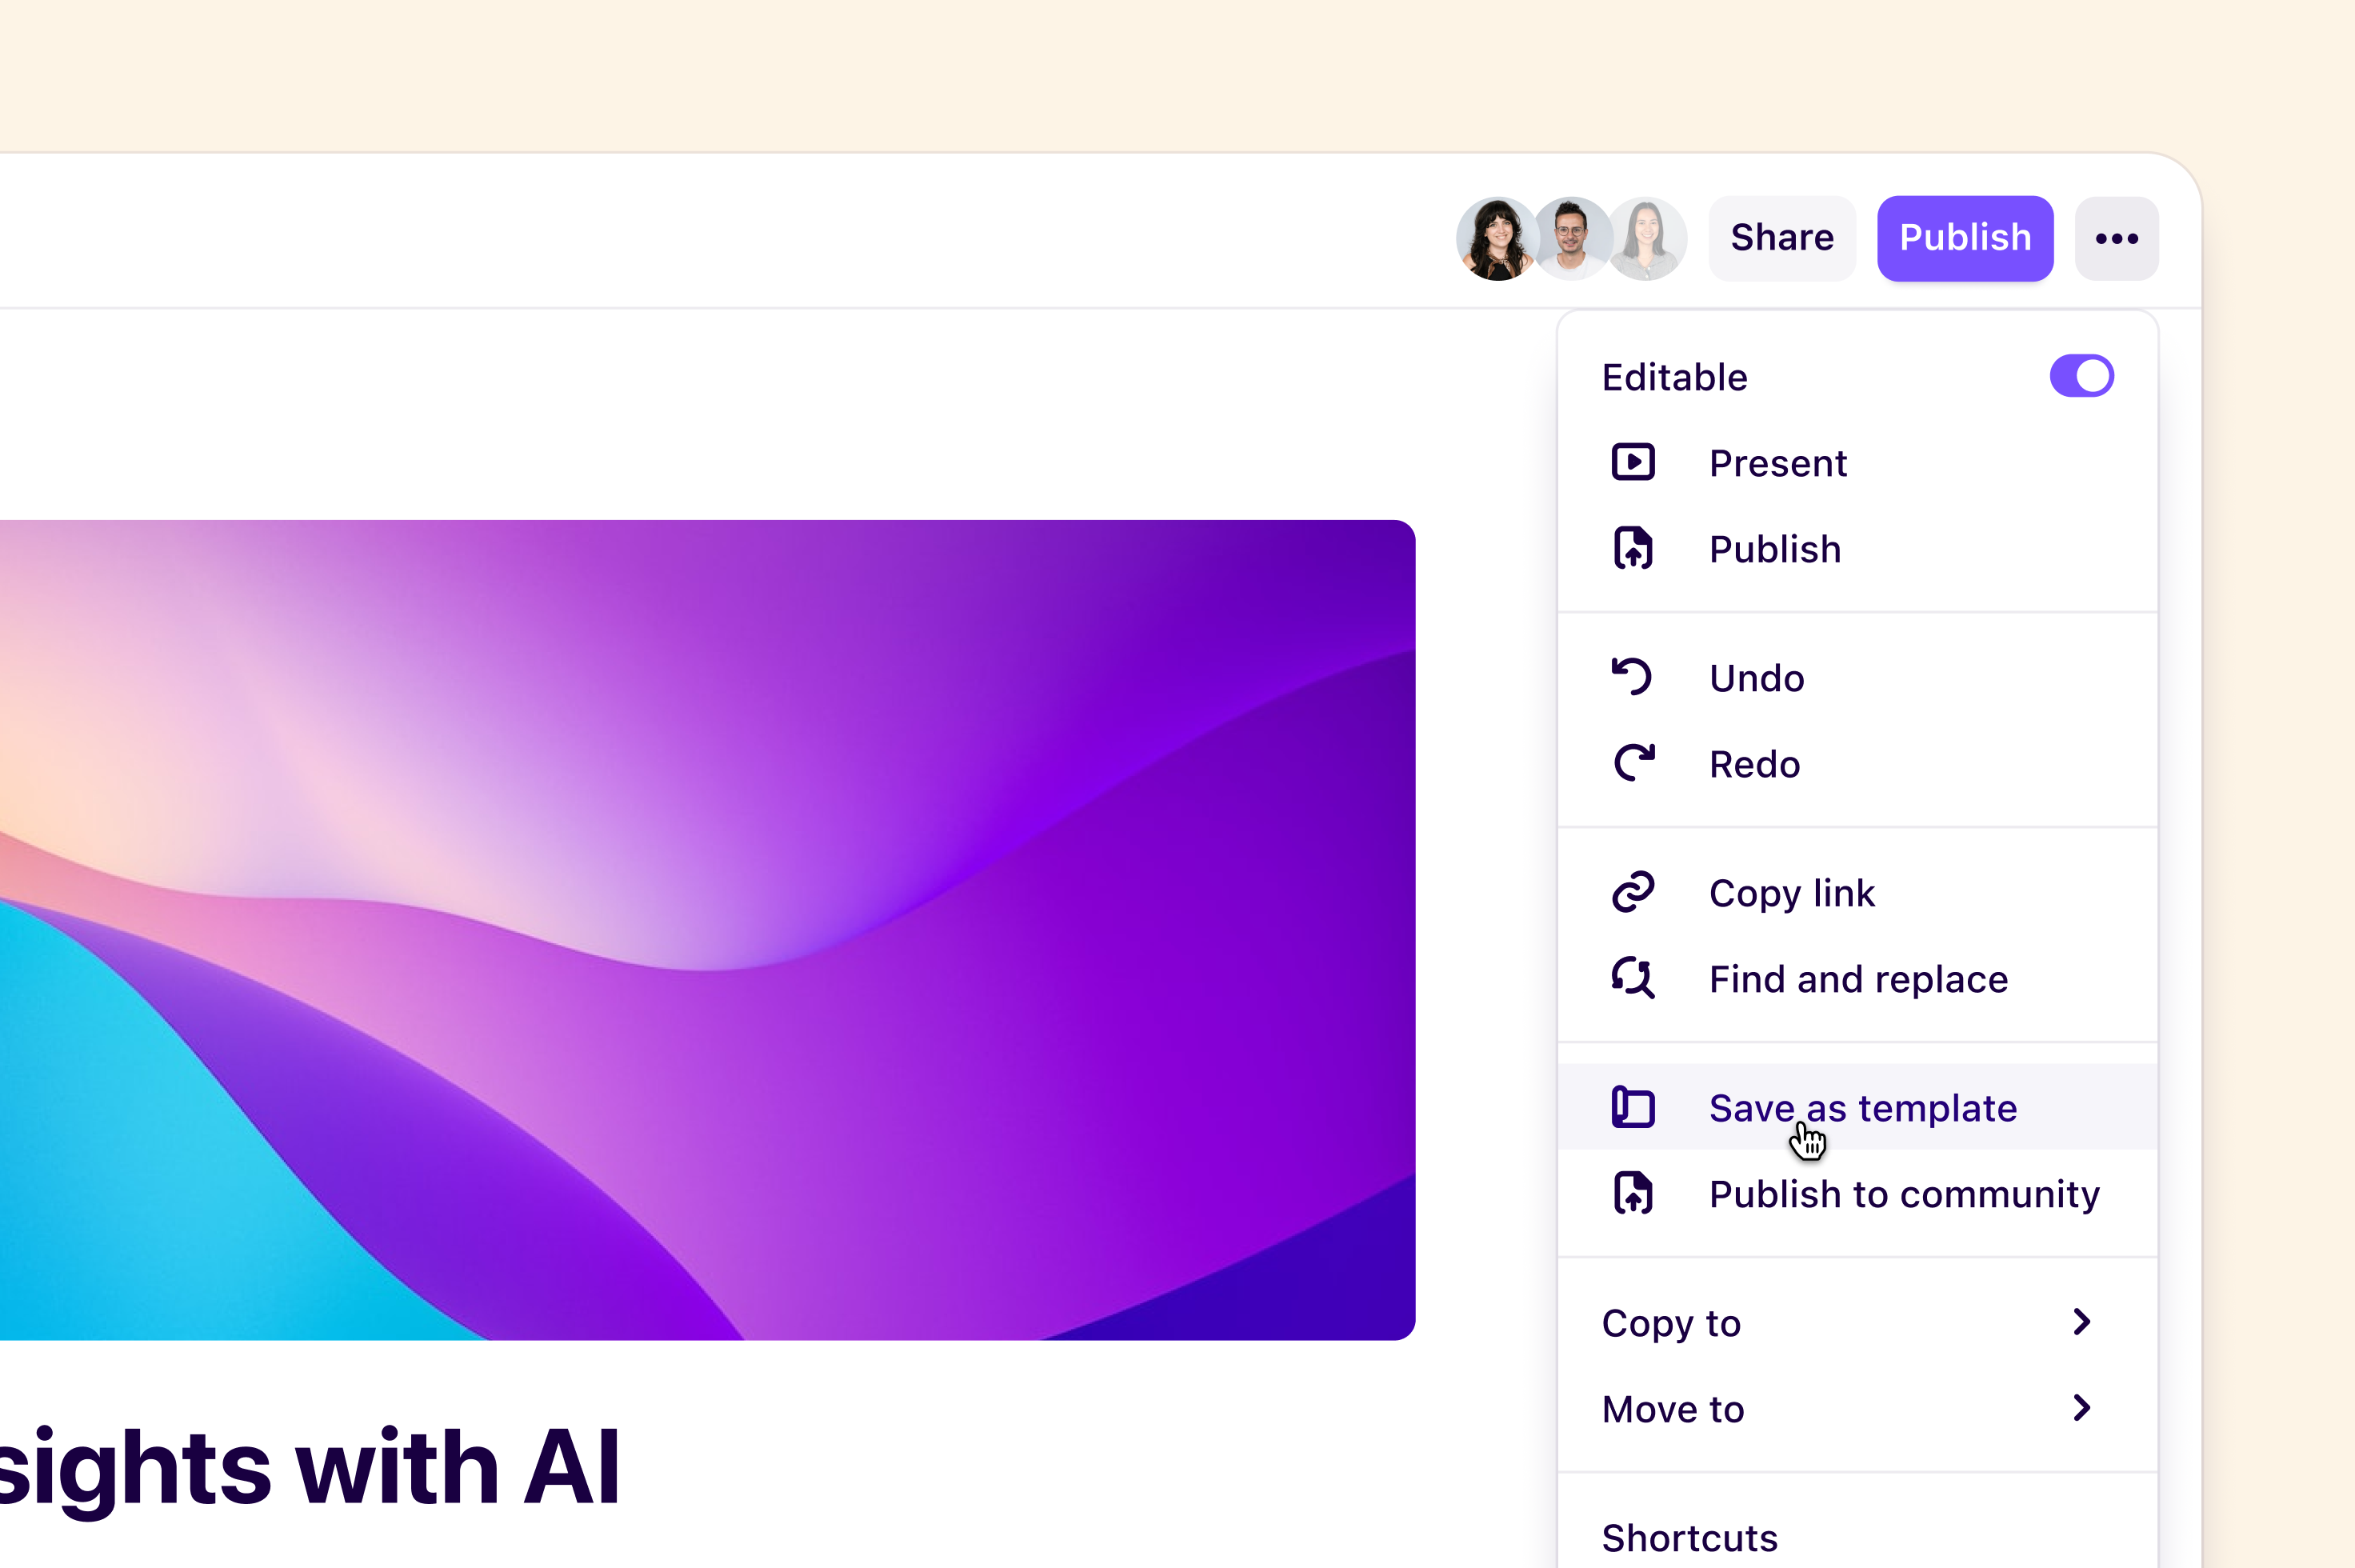 Share
Publish
Editable
Present
Publish
Undo
Redo
Copy link
Find and replace
Save as template
Publish to community
Copy to
Move to
Shortcuts
sights with AI